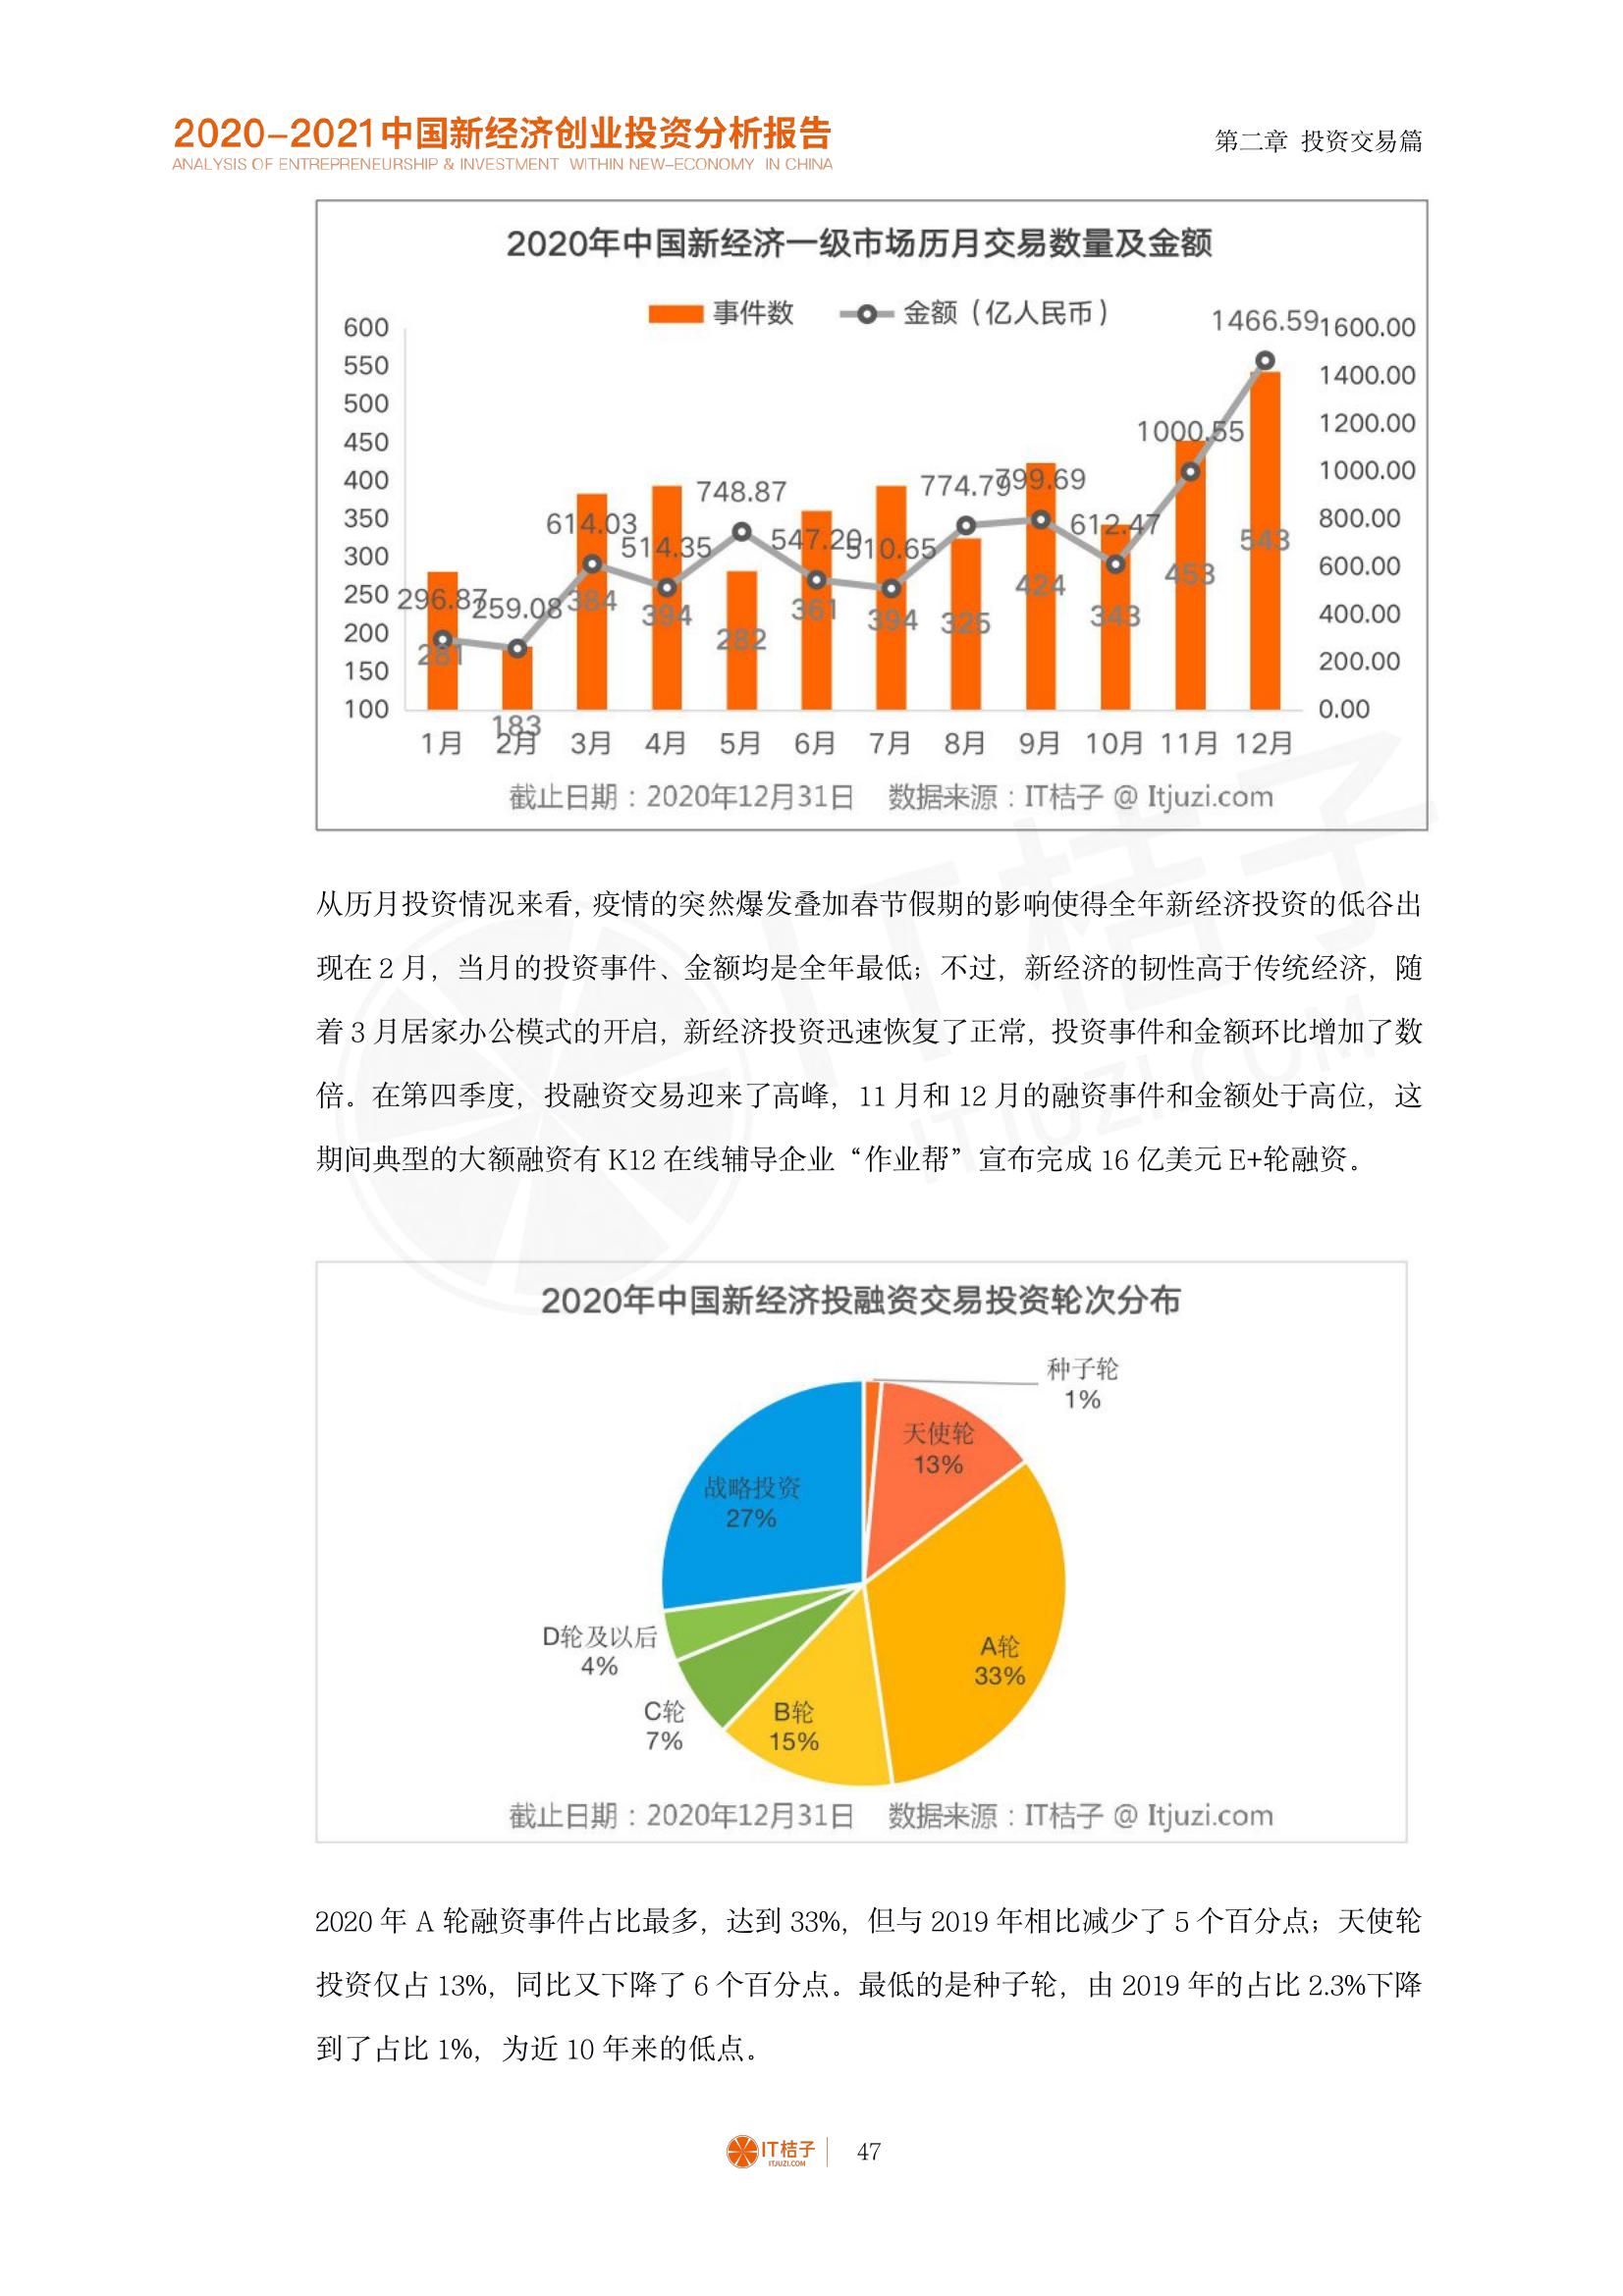 2020-2021中国新经济创业投资分析报告
ANALYSIS OF ENTREPRENEURSHIP & INVESTMENT WITHIN NEW-ECONOMY IN CHINA
第二章 投资交易篇
2020年中国新经济一级市场历月交易数量及金额
事件数 金额（亿人民币）
600 550 500 450 400 350 300 250 200 150 100
1600.00 1400.00 1200.00 1000.00 800.00 600.00 400.00 200.00 0.00
296.87 259.08 614.03 514.35 748.87 547.20 510.65 774.79 799.69 612.47 1000.55 1466.59
281 183 384 394 282 361 394 325 424 343 453 543
1月 2月 3月 4月 5月 6月 7月 8月 9月 10月 11月 12月
截止日期：2020年12月31日 数据来源：IT桔子 @ Itjuzi.com
从历月投资情况来看，疫情的突然爆发叠加春节假期的影响使得全年新经济投资的低谷出
现在 2 月，当月的投资事件、金额均是全年最低；不过，新经济的韧性高于传统经济，随
着 3 月居家办公模式的开启，新经济投资迅速恢复了正常，投资事件和金额环比增加了数
倍。在第四季度，投融资交易迎来了高峰，11 月和 12 月的融资事件和金额处于高位，这
期间典型的大额融资有 K12 在线辅导企业“作业帮”宣布完成 16 亿美元 E+轮融资。
IT桔子
ITJUZI.COM
2020年中国新经济投融资交易投资轮次分布
种子轮
1%
天使轮
13%
A轮
33%
B轮
15%
C轮
7%
D轮及以后
4%
战略投资
27%
截止日期：2020年12月31日 数据来源：IT桔子 @ Itjuzi.com
2020 年 A 轮融资事件占比最多，达到 33%，但与 2019 年相比减少了 5 个百分点；天使轮
投资仅占 13%，同比又下降了 6 个百分点。最低的是种子轮，由 2019 年的占比 2.3%下降
到了占比 1%，为近 10 年来的低点。
IT桔子
ITJUZI.COM
47